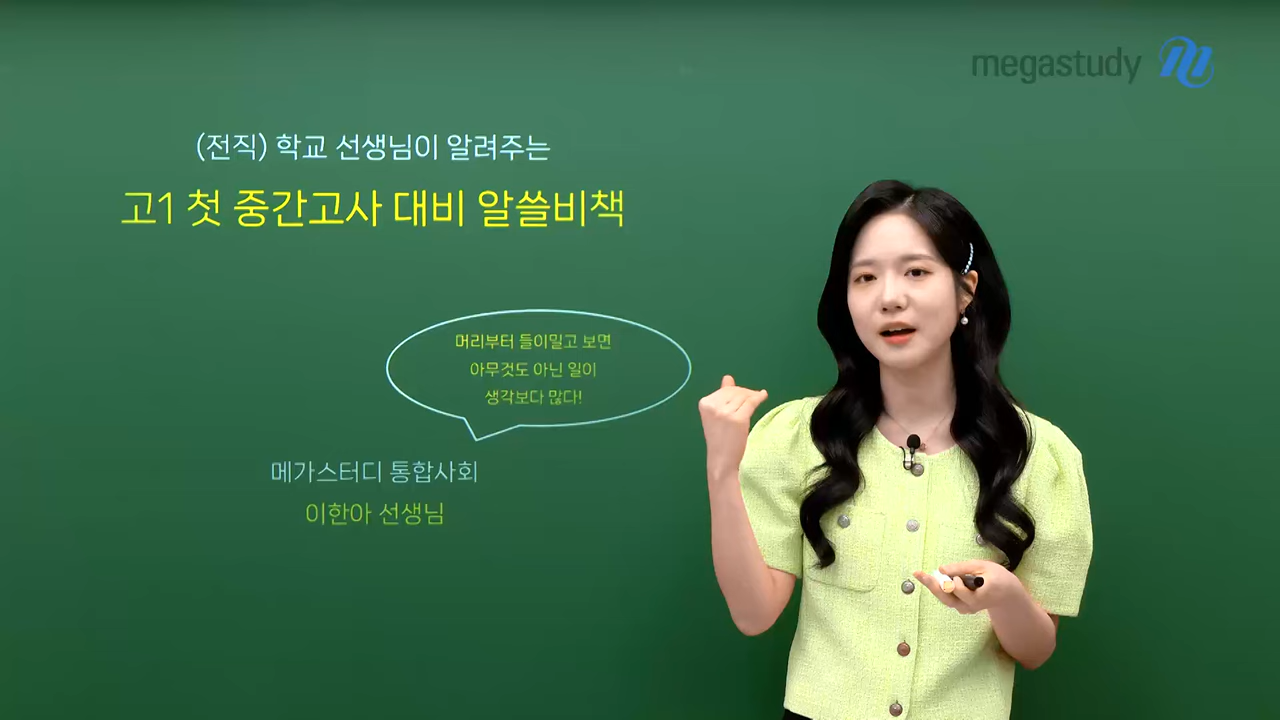 megastudy
(전직) 학교 선생님이 알려주는
고1 첫 중간고사 대비 알쓸비책
머리부터 들이밀고 보면
아무것도 아닌 일이
생각보다 많다!
메가스터디 통합사회
이한아 선생님